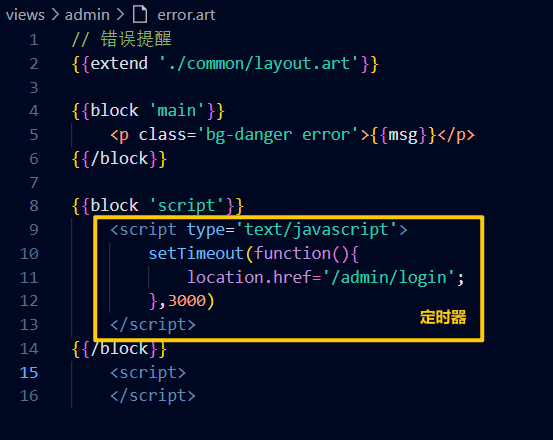 views > admin > error.art
1 // 错误提醒
2 {{extend './common/layout.art'}}
3
4 {{block 'main'}}
5     <p class='bg-danger error'>{{msg}}</p>
6 {{/block}}
7
8 {{block 'script'}}
9     <script type='text/javascript'>
10         setTimeout(function(){
11             location.href='/admin/login';
12         },3000)
13     </script>
定时器
14 {{/block}}
15     <script>
16     </script>